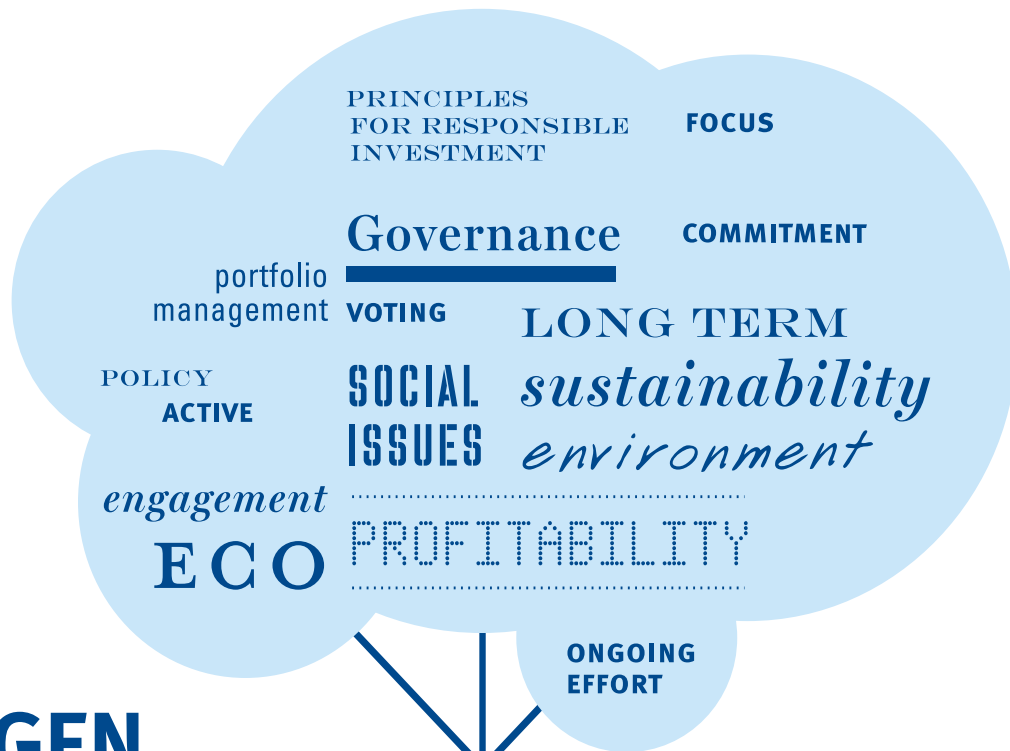 PRINCIPLES
FOR RESPONSIBLE
INVESTMENT
FOCUS
Governance
COMMITMENT
portfolio
management
VOTING
LONG TERM
POLICY
ACTIVE
SOCIAL
ISSUES
sustainability
environment
engagement
ECO
PROFITABILITY
ONGOING
EFFORT
GEN